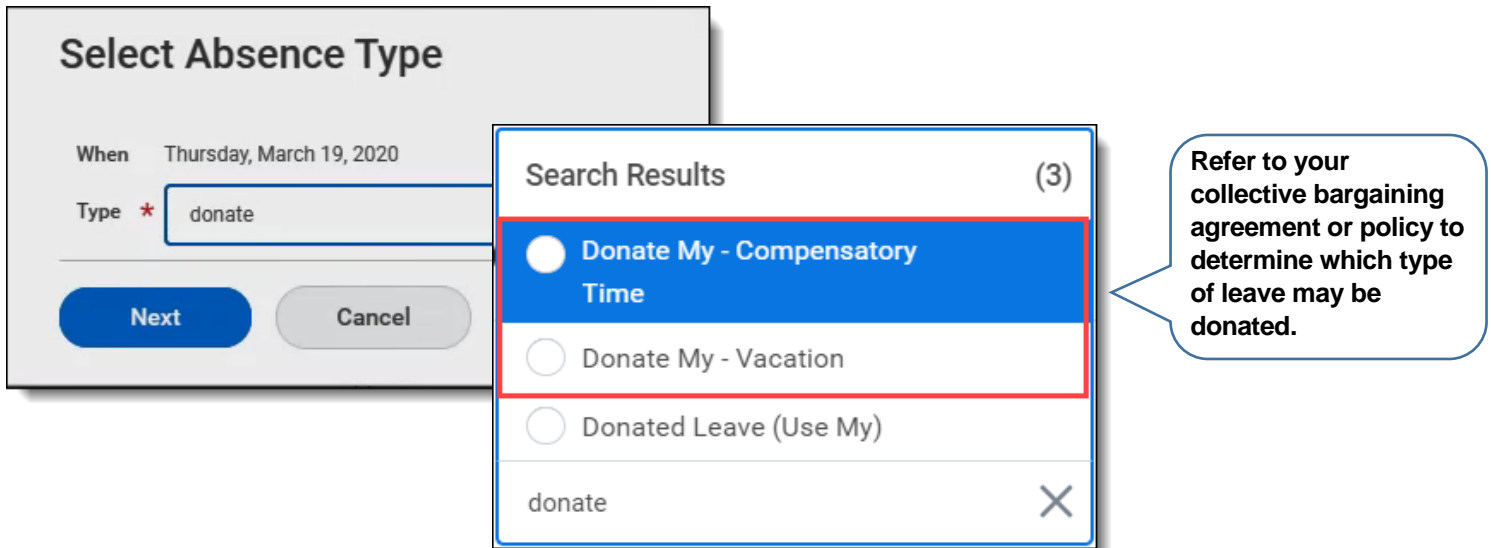 Select Absence Type
When Thursday, March 19, 2020
Type * donate
Next Cancel
Search Results (3)
Donate My - Compensatory
Time
Donate My - Vacation
Donated Leave (Use My)
donate
Refer to your
collective bargaining
agreement or policy to
determine which type
of leave may be
donated.